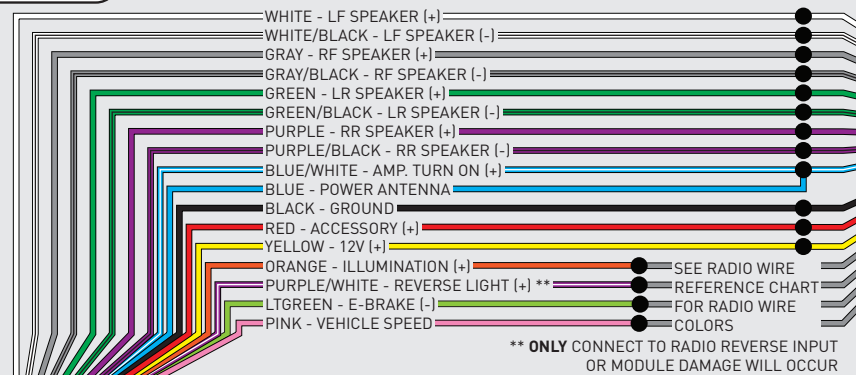 WHITE - LF SPEAKER (+)
WHITE/BLACK - LF SPEAKER (-)
GRAY - RF SPEAKER (+)
GRAY/BLACK - RF SPEAKER (-)
GREEN - LR SPEAKER (+)
GREEN/BLACK - LR SPEAKER (-)
PURPLE - RR SPEAKER (+)
PURPLE/BLACK - RR SPEAKER (-)
BLUE/WHITE - AMP. TURN ON (+)
BLUE - POWER ANTENNA
BLACK - GROUND
RED - ACCESSORY (+)
YELLOW - 12V (+)
ORANGE - ILLUMINATION (+) SEE RADIO WIRE
PURPLE/WHITE - REVERSE LIGHT (+) ** REFERENCE CHART
LTGREEN - E-BRAKE (-) FOR RADIO WIRE
PINK - VEHICLE SPEED COLORS
** ONLY CONNECT TO RADIO REVERSE INPUT
OR MODULE DAMAGE WILL OCCUR